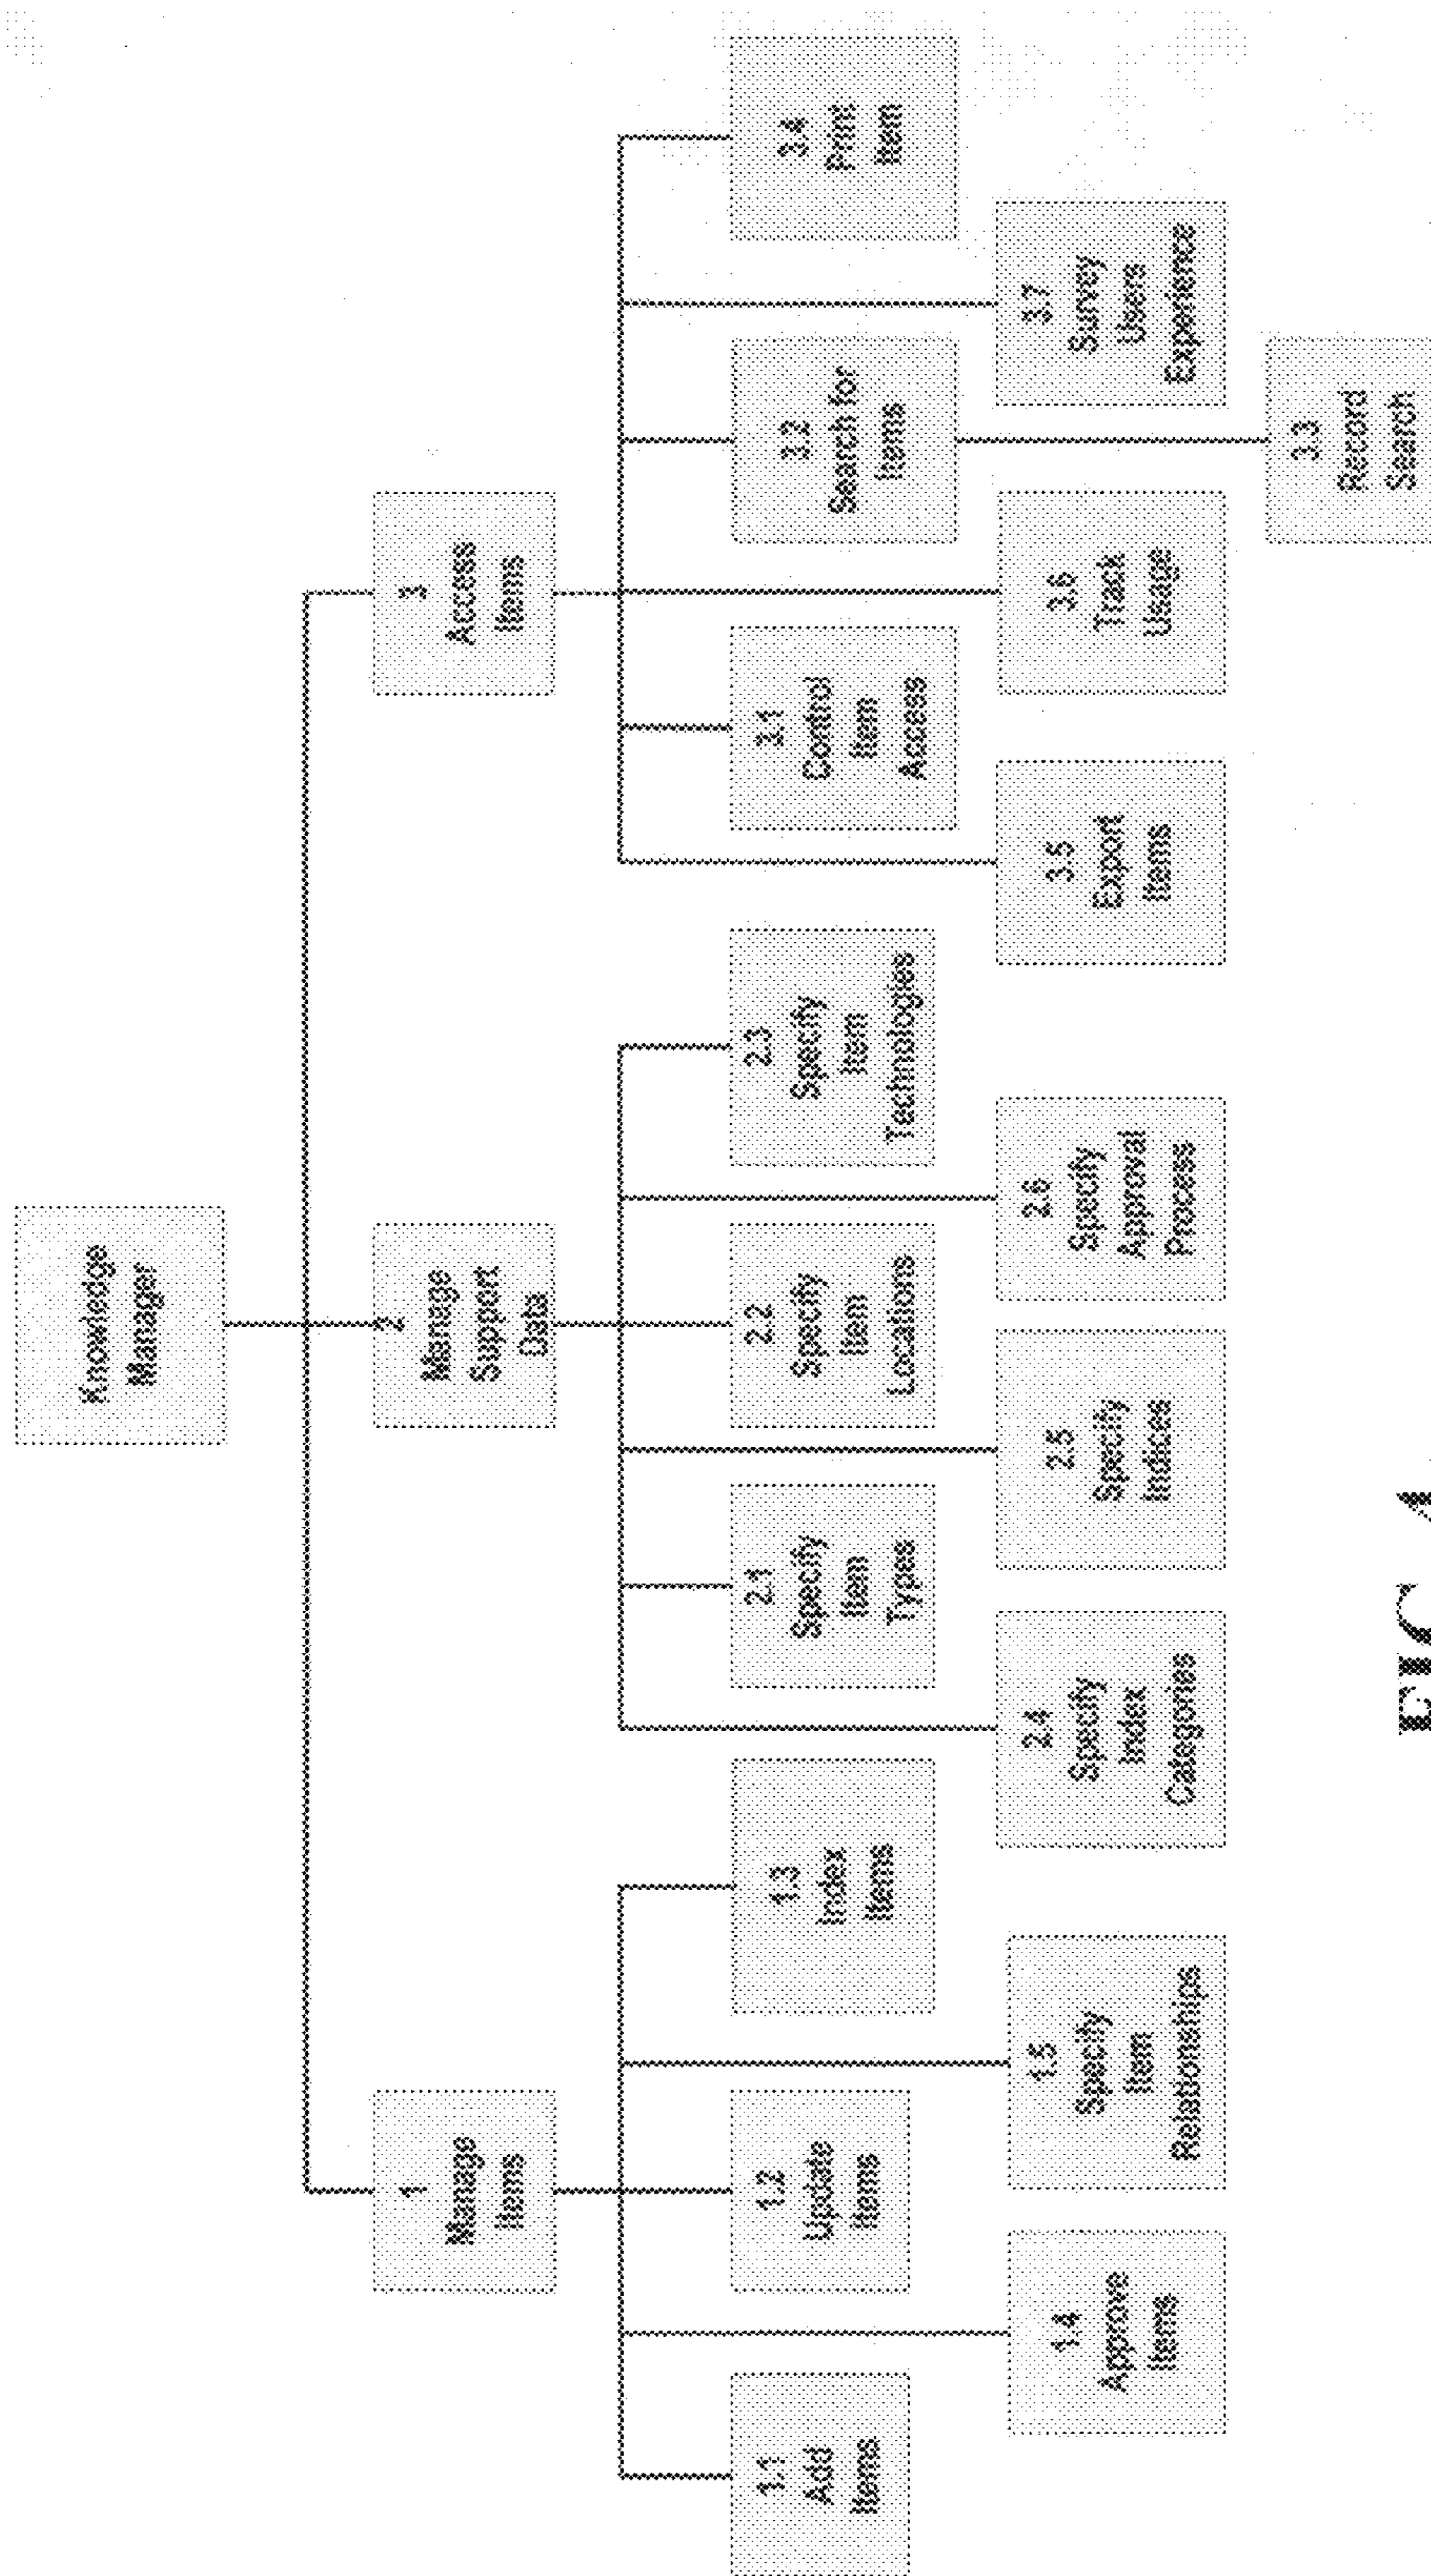 Knowledge
Manager
1
Manage
Items
2
Manage
Support
Data
3
Access
Items
1.1
Add
Items
1.2
Update
Items
1.3
Index
Items
1.4
Approve
Items
1.5
Specify
Item
Relationships
2.1
Specify
Item
Types
2.2
Specify
Item
Locations
2.3
Specify
Item
Technologies
2.4
Specify
Index
Categories
2.5
Specify
Indices
2.6
Specify
Approval
Process
3.1
Control
Item
Access
3.2
Search for
Items
3.4
Print
Item
3.5
Export
Items
3.6
Track
Usage
3.7
Survey
Users
Experience
3.3
Record
Search
FIG. 4